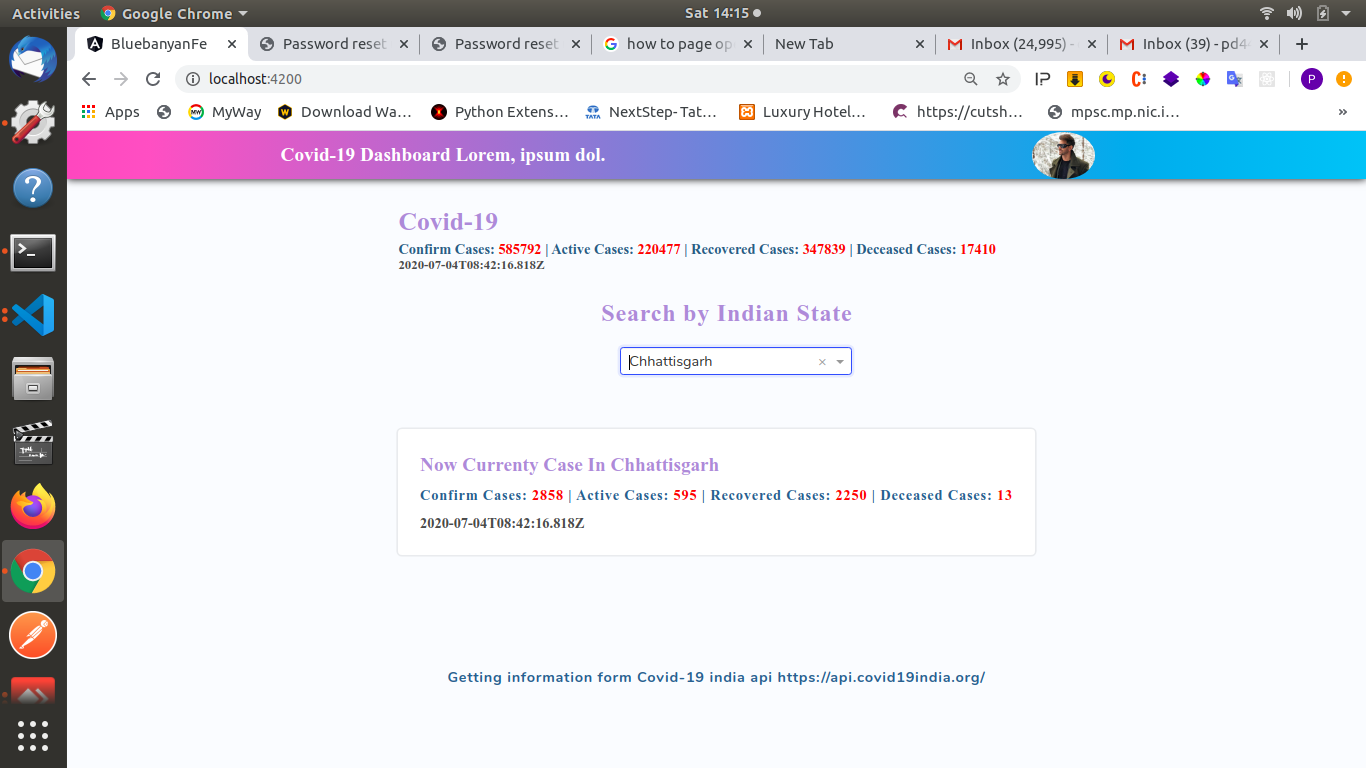 Activities Google Chrome Sat 14:15
BluebanyanFe Password reset Password reset how to page op New Tab Inbox (24,995) - Inbox (39) - pd4
localhost:4200
Apps MyWay Download Wa… Python Extens… NextStep- Tat… Luxury Hotel… https://cutsh… mpsc.mp.nic.i… »
Covid-19 Dashboard Lorem, ipsum dol.
Covid-19
Confirm Cases: 585792 | Active Cases: 220477 | Recovered Cases: 347839 | Deceased Cases: 17410
2020-07-04T08:42:16.818Z
Search by Indian State
Chhattisgarh
Now Currenty Case In Chhattisgarh
Confirm Cases: 2858 | Active Cases: 595 | Recovered Cases: 2250 | Deceased Cases: 13
2020-07-04T08:42:16.818Z
Getting information form Covid-19 india api https://api.covid19india.org/